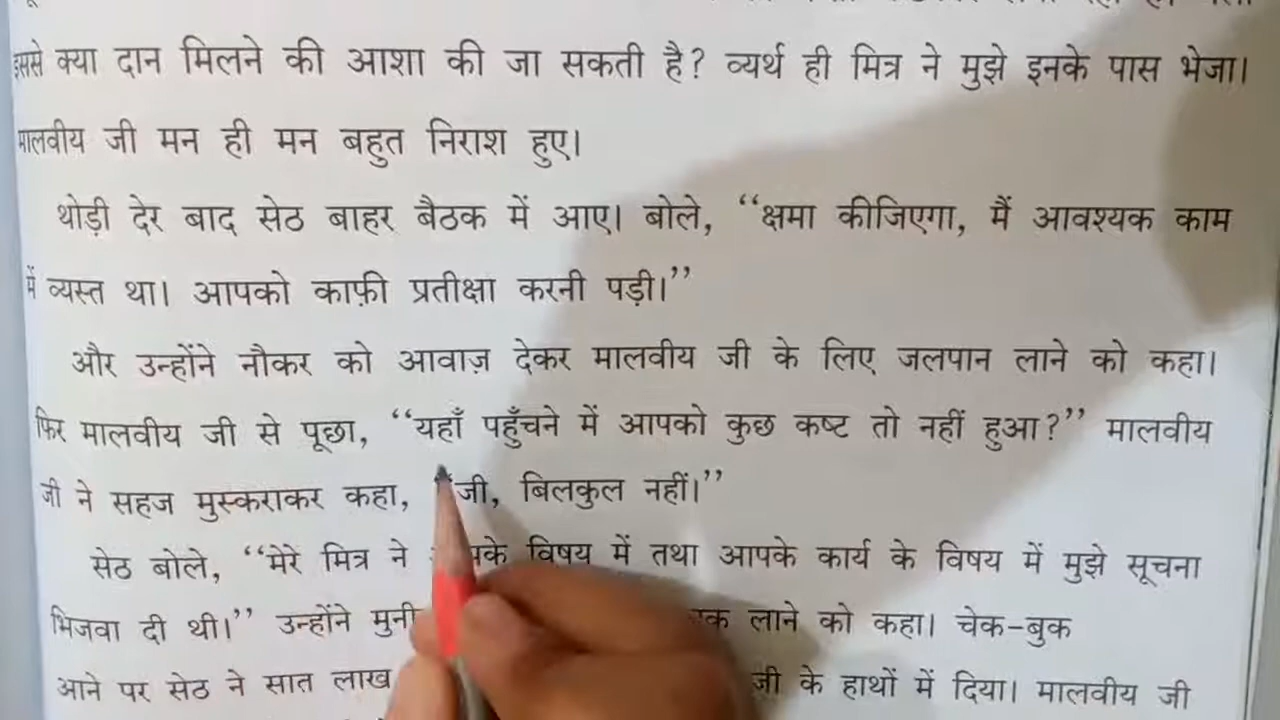 इससे क्या दान मिलने की आशा की जा सकती है? व्यर्थ ही मित्र ने मुझे इनके पास भेजा।
मालवीय जी मन ही मन बहुत निराश हुए।
थोड़ी देर बाद सेठ बाहर बैठक में आए। बोले, “क्षमा कीजिएगा, मैं आवश्यक काम
में व्यस्त था। आपको काफ़ी प्रतीक्षा करनी पड़ी।”
और उन्होंने नौकर को आवाज़ देकर मालवीय जी के लिए जलपान लाने को कहा।
फिर मालवीय जी से पूछा, “यहाँ पहुँचने में आपको कुछ कष्ट तो नहीं हुआ?” मालवीय
जी ने सहज मुस्कराकर कहा, “जी, बिलकुल नहीं।”
सेठ बोले, “मेरे मित्र ने विषय में तथा आपके कार्य के विषय में मुझे सूचना
भिजवा दी थी।” उन्होंने लाने को कहा। चेक-बुक
आने पर सेठ ने सात लाख जी के हाथों में दिया। मालवीय जी